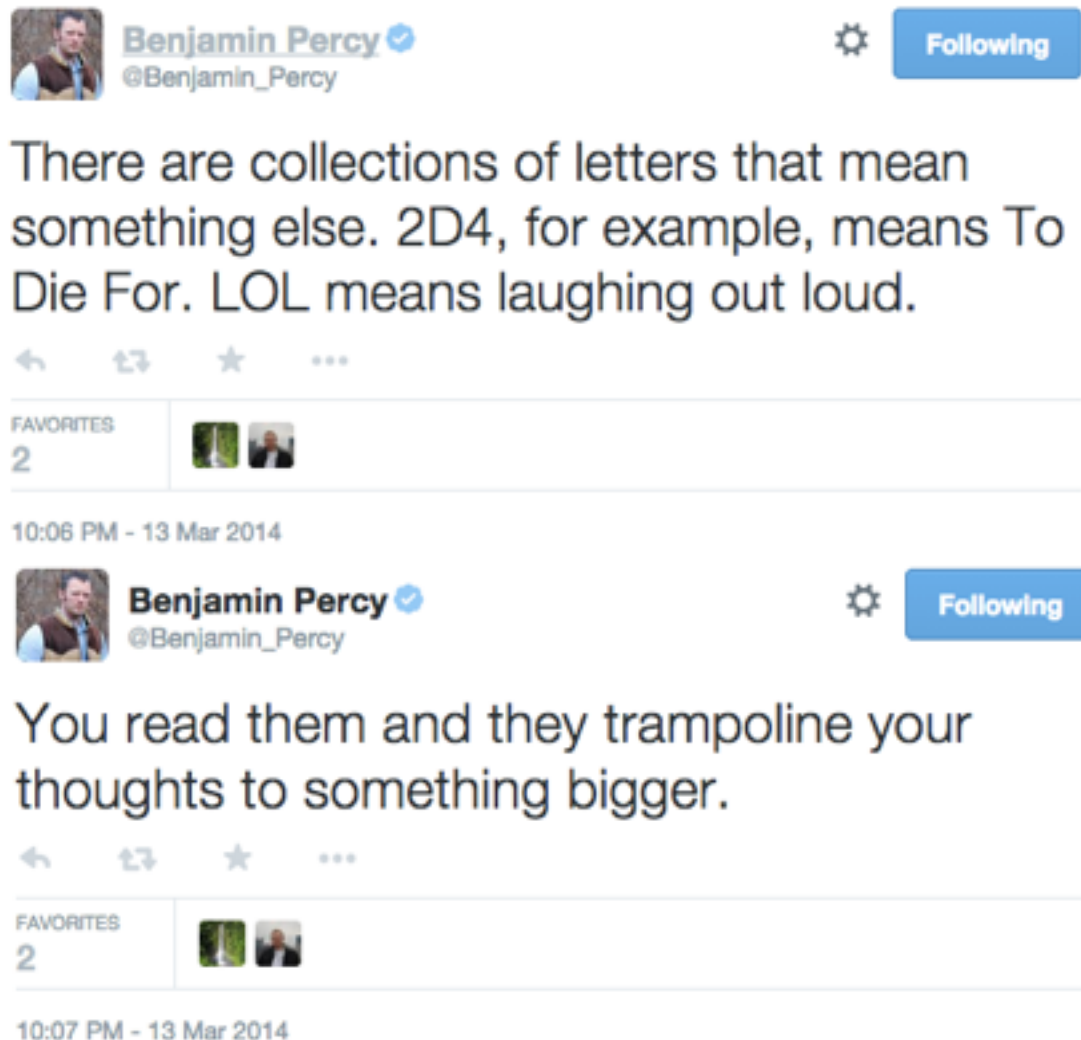 Benjamin Percy
@Benjamin_Percy
Following
There are collections of letters that mean
something else. 2D4, for example, means To
Die For. LOL means laughing out loud.
FAVORITES
2
10:06 PM - 13 Mar 2014
Benjamin Percy
@Benjamin_Percy
Following
You read them and they trampoline your
thoughts to something bigger.
FAVORITES
2
10:07 PM - 13 Mar 2014